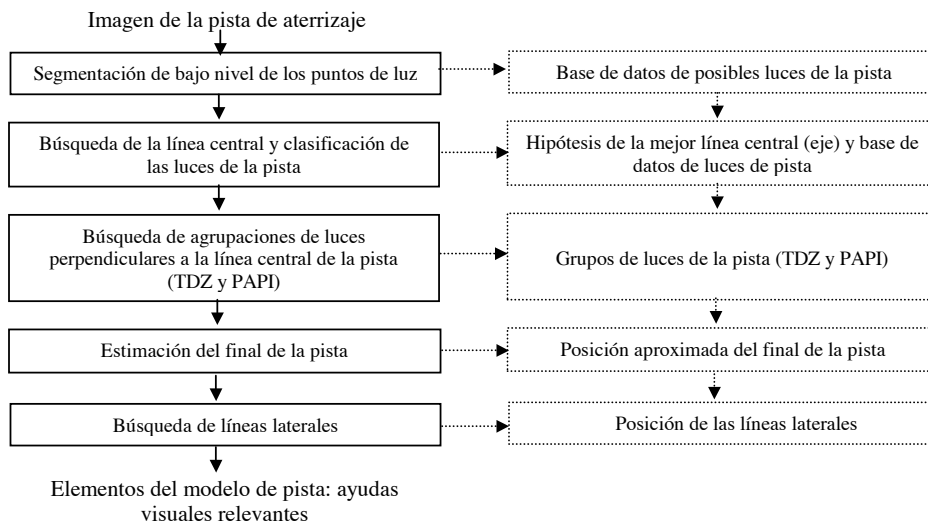 Imagen de la pista de aterrizaje
Segmentación de bajo nivel de los puntos de luz
Base de datos de posibles luces de la pista
Búsqueda de la línea central y clasificación de
las luces de la pista
Hipótesis de la mejor línea central (eje) y base de
datos de luces de pista
Búsqueda de agrupaciones de luces
perpendiculares a la línea central de la pista
(TDZ y PAPI)
Grupos de luces de la pista (TDZ y PAPI)
Estimación del final de la pista
Posición aproximada del final de la pista
Búsqueda de líneas laterales
Posición de las líneas laterales
Elementos del modelo de pista: ayudas
visuales relevantes